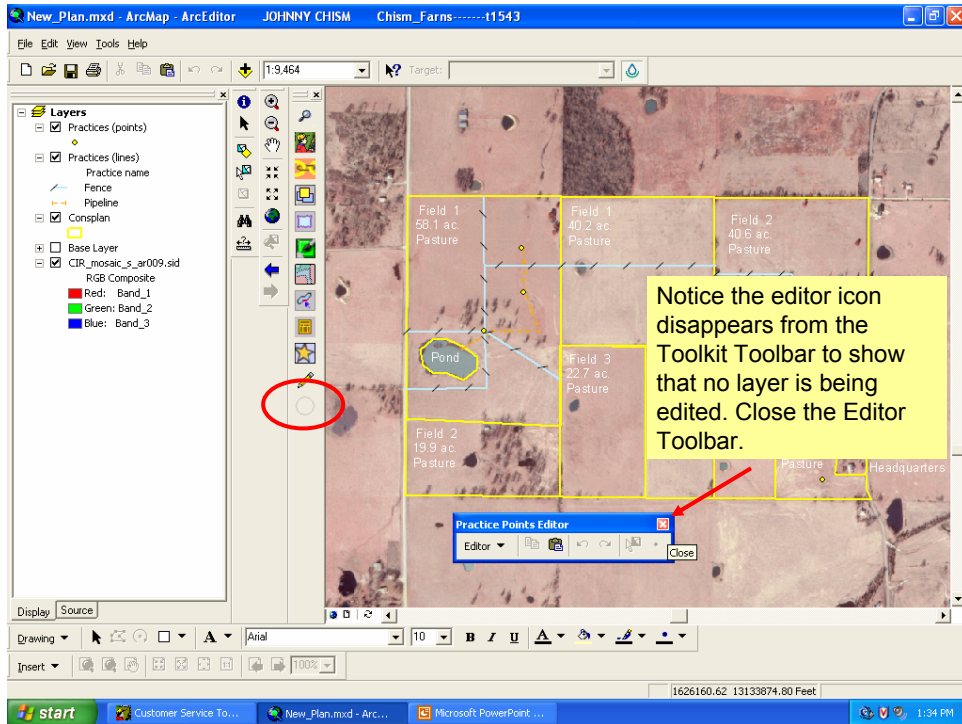 New_Plan.mxd - ArcMap - ArcEditor JOHNNY CHISM Chism_Farns-------t1543
File Edit View Tools Help
1:9,464
Target:
Layers
Practices (points)
Practices (lines)
Practice name
Fence
Pipeline
Consplan
Base Layer
CIR_mosaic_s_ar009.sid
RGB Composite
Red: Band_1
Green: Band_2
Blue: Band_3
Field 1
58.1 ac.
Pasture
Field 1
40.2 ac.
Pasture
Field 2
40.6 ac.
Pasture
Notice the editor icon
disappears from the
Toolkit Toolbar to show
that no layer is being
edited. Close the Editor
Toolbar.
Pond
Field 3
22.7 ac.
Pasture
Field 2
19.9 ac.
Pasture
Pasture
Headquarters
Practice Points Editor
Editor
Close
Display Source
Drawing A Arial 10 B I U A
Insert 100%
1626160.62 13133874.80 Feet
start Customer Service To... New_Plan.mxd - Arc... Microsoft PowerPoint ... 1:34 PM